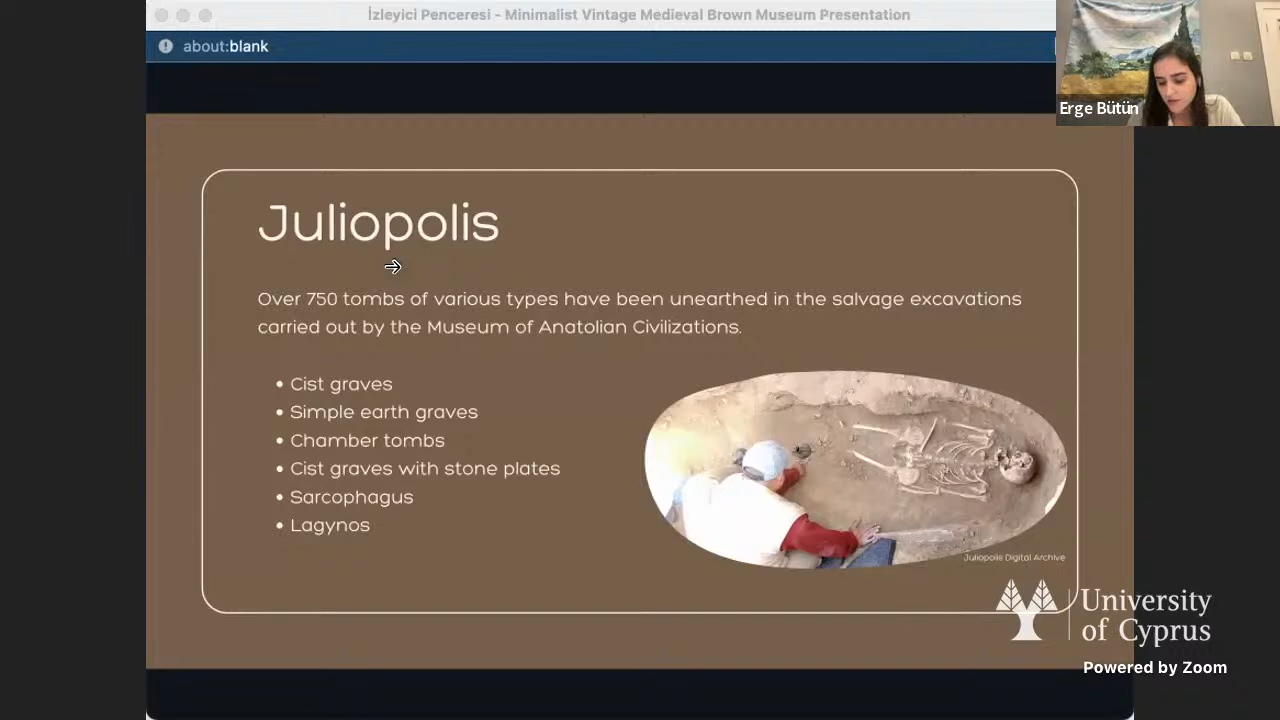 İzleyici Penceresi - Minimalist Vintage Medieval Brown Museum Presentation
about:blank
Erge Bütün
Juliopolis
Over 750 tombs of various types have been unearthed in the salvage excavations
carried out by the Museum of Anatolian Civilizations.
• Cist graves
• Simple earth graves
• Chamber tombs
• Cist graves with stone plates
• Sarcophagus
• Lagynos
Juliopolis Digital Archive
University
of Cyprus
Powered by Zoom